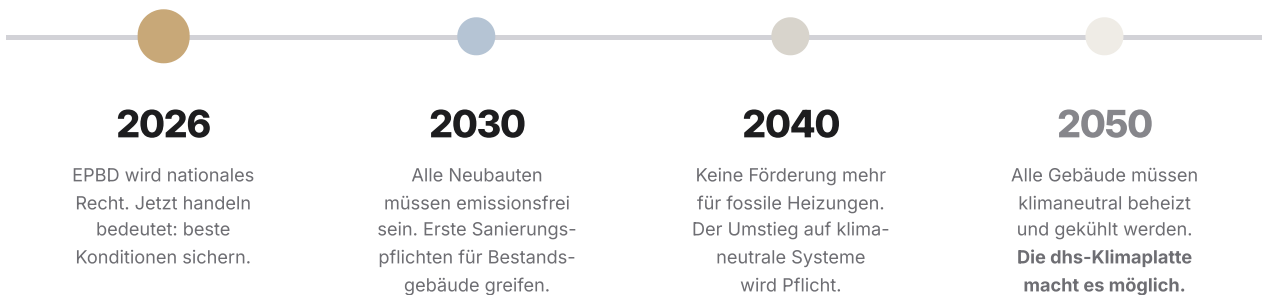 2026
EPBD wird nationales
Recht. Jetzt handeln
bedeutet: beste
Konditionen sichern.
2030
Alle Neubauten
müssen emissionsfrei
sein. Erste Sanierungs-
pflichten für Bestands-
gebäude greifen.
2040
Keine Förderung mehr
für fossile Heizungen.
Der Umstieg auf klima-
neutrale Systeme
wird Pflicht.
2050
Alle Gebäude müssen
klimaneutral beheizt
und gekühlt werden.
Die dhs-Klimaplatte
macht es möglich.